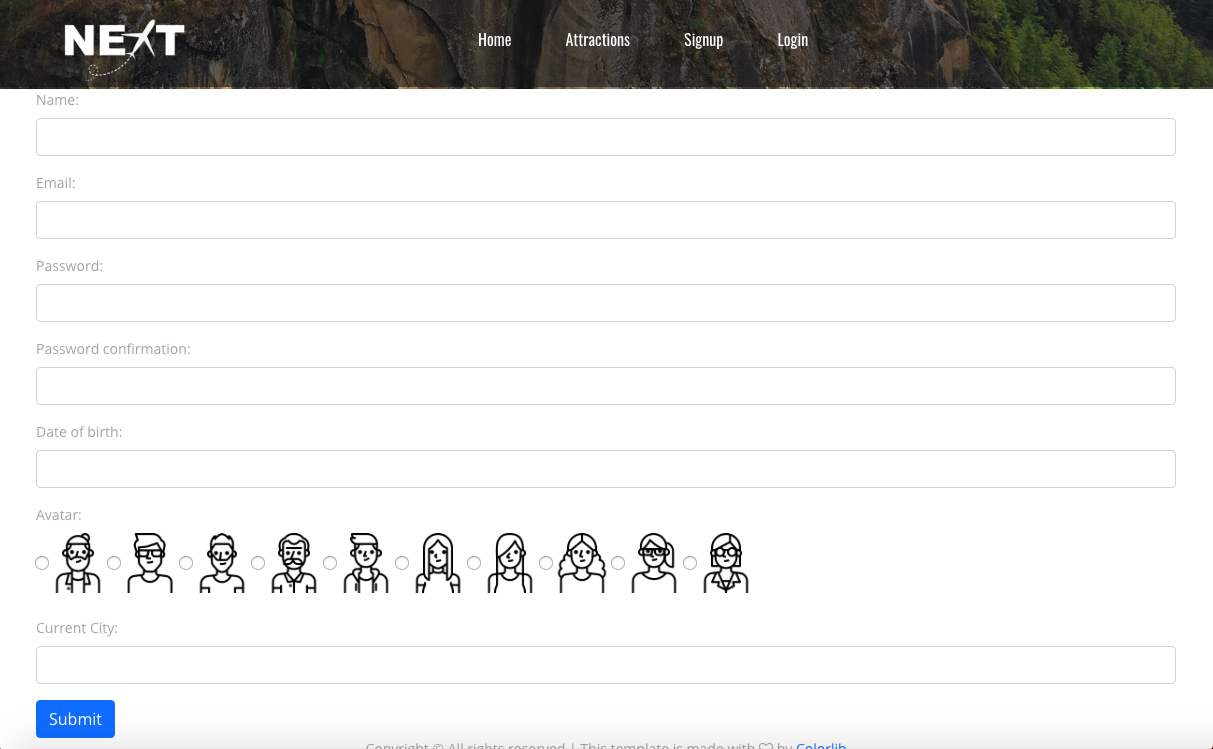 NEXT
Home Attractions Signup Login
Name:
Email:
Password:
Password confirmation:
Date of birth:
Avatar:
Current City:
Submit
Copyright © All rights reserved | This template is made with ♡ by Colorlib